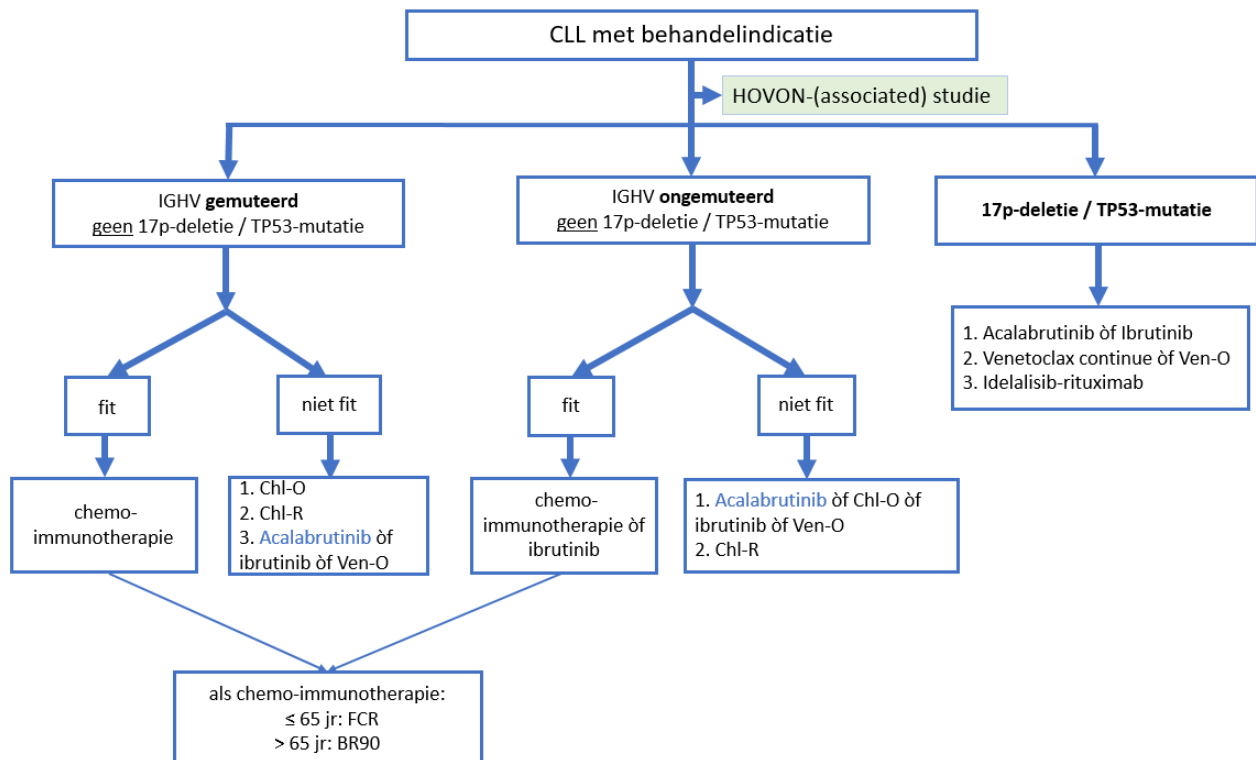 CLL met behandelindicatie
HOVON-(associated) studie
IGHV gemuteerd
geen 17p-deletie / TP53-mutatie
IGHV ongemuteerd
geen 17p-deletie / TP53-mutatie
17p-deletie / TP53-mutatie
1. Acalabrutinib òf Ibrutinib
2. Venetoclax continue òf Ven-O
3. Idelalisib-rituximab
fit
niet fit
fit
niet fit
chemo-
immunotherapie
1. Chl-O
2. Chl-R
3. Acalabrutinib òf
ibrutinib òf Ven-O
chemo-
immunotherapie òf
ibrutinib
1. Acalabrutinib òf Chl-O òf
ibrutinib òf Ven-O
2. Chl-R
als chemo-immunotherapie:
≤ 65 jr: FCR
> 65 jr: BR90